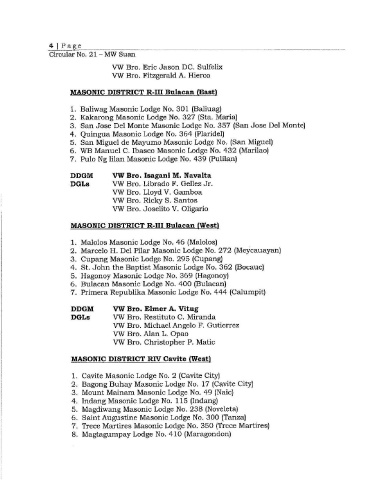 4 | Page
Circular No. 21 – MW Suan
VW Bro. Eric Jason DC. Sulfelix
VW Bro. Fitzgerald A. Hierco
MASONIC DISTRICT R-III Bulacan (East)
1. Baliwag Masonic Lodge No. 301 (Baliuag)
2. Kakarong Masonic Lodge No. 327 (Sta. Maria)
3. San Jose Del Monte Masonic Lodge No. 357 (San Jose Del Monte)
4. Quingua Masonic Lodge No. 364 (Plaridel)
5. San Miguel de Mayumo Masonic Lodge No. (San Miguel)
6. WB Manuel C. Ibasco Masonic Lodge No. 432 (Marilao)
7. Pulo Ng Ilian Masonic Lodge No. 439 (Pulilan)
DDGM VW Bro. Isagani M. Navalta
DGLs VW Bro. Librado F. Gellez Jr.
VW Bro. Lloyd V. Gamboa
VW Bro. Ricky S. Santos
VW Bro. Joselito V. Oligario
MASONIC DISTRICT R-III Bulacan (West)
1. Malolos Masonic Lodge No. 46 (Malolos)
2. Marcelo H. Del Pilar Masonic Lodge No. 272 (Meycauayan)
3. Cupang Masonic Lodge No. 295 (Cupang)
4. St. John the Baptist Masonic Lodge No. 362 (Bocaue)
5. Hagonoy Masonic Lodge No. 369 (Hagonoy)
6. Bulacan Masonic Lodge No. 400 (Bulacan)
7. Primera Republika Masonic Lodge No. 444 (Calumpit)
DDGM VW Bro. Elmer A. Vitug
DGLs VW Bro. Restituto C. Miranda
VW Bro. Michael Angelo F. Gutierrez
VW Bro. Alan L. Opao
VW Bro. Christopher P. Matic
MASONIC DISTRICT RIV Cavite (West)
1. Cavite Masonic Lodge No. 2 (Cavite City)
2. Bagong Buhay Masonic Lodge No. 17 (Cavite City)
3. Mount Mainam Masonic Lodge No. 49 (Naic)
4. Indang Masonic Lodge No. 115 (Indang)
5. Magdiwang Masonic Lodge No. 238 (Noveleta)
6. Saint Augustine Masonic Lodge No. 300 (Tanza)
7. Trece Martires Masonic Lodge No. 350 (Trece Martires)
8. Magtagumpay Lodge No. 410 (Maragondon)